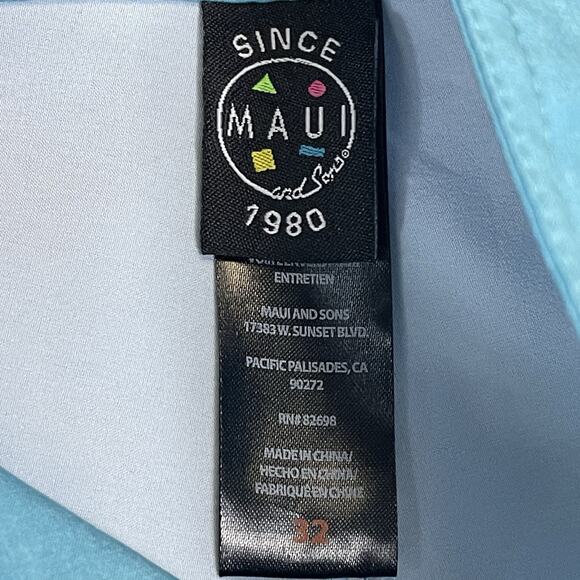 SINCE
MAUI
and Sons®
1980
ENTRETIEN
MAUI AND SONS
17383 W. SUNSET BLVD.
PACIFIC PALISADES, CA
90272
RN# 82698
MADE IN CHINA/
HECHO EN CHINA/
FABRIQUE EN CHINE
32